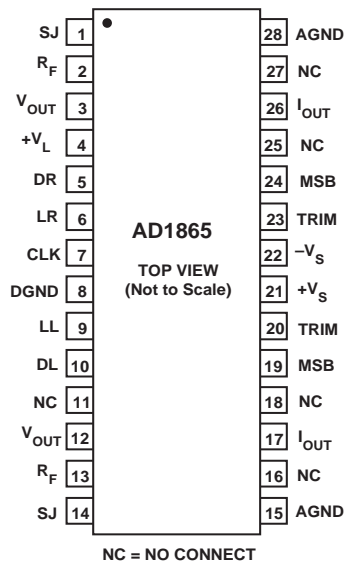 SJ 1 28 AGND
RF 2 27 NC
VOUT 3 26 IOUT
+VL 4 25 NC
DR 5 24 MSB
LR 6 23 TRIM
AD1865
CLK 7 22 –VS
TOP VIEW
DGND 8 21 +VS
(Not to Scale)
LL 9 20 TRIM
DL 10 19 MSB
NC 11 18 NC
VOUT 12 17 IOUT
RF 13 16 NC
SJ 14 15 AGND
NC = NO CONNECT